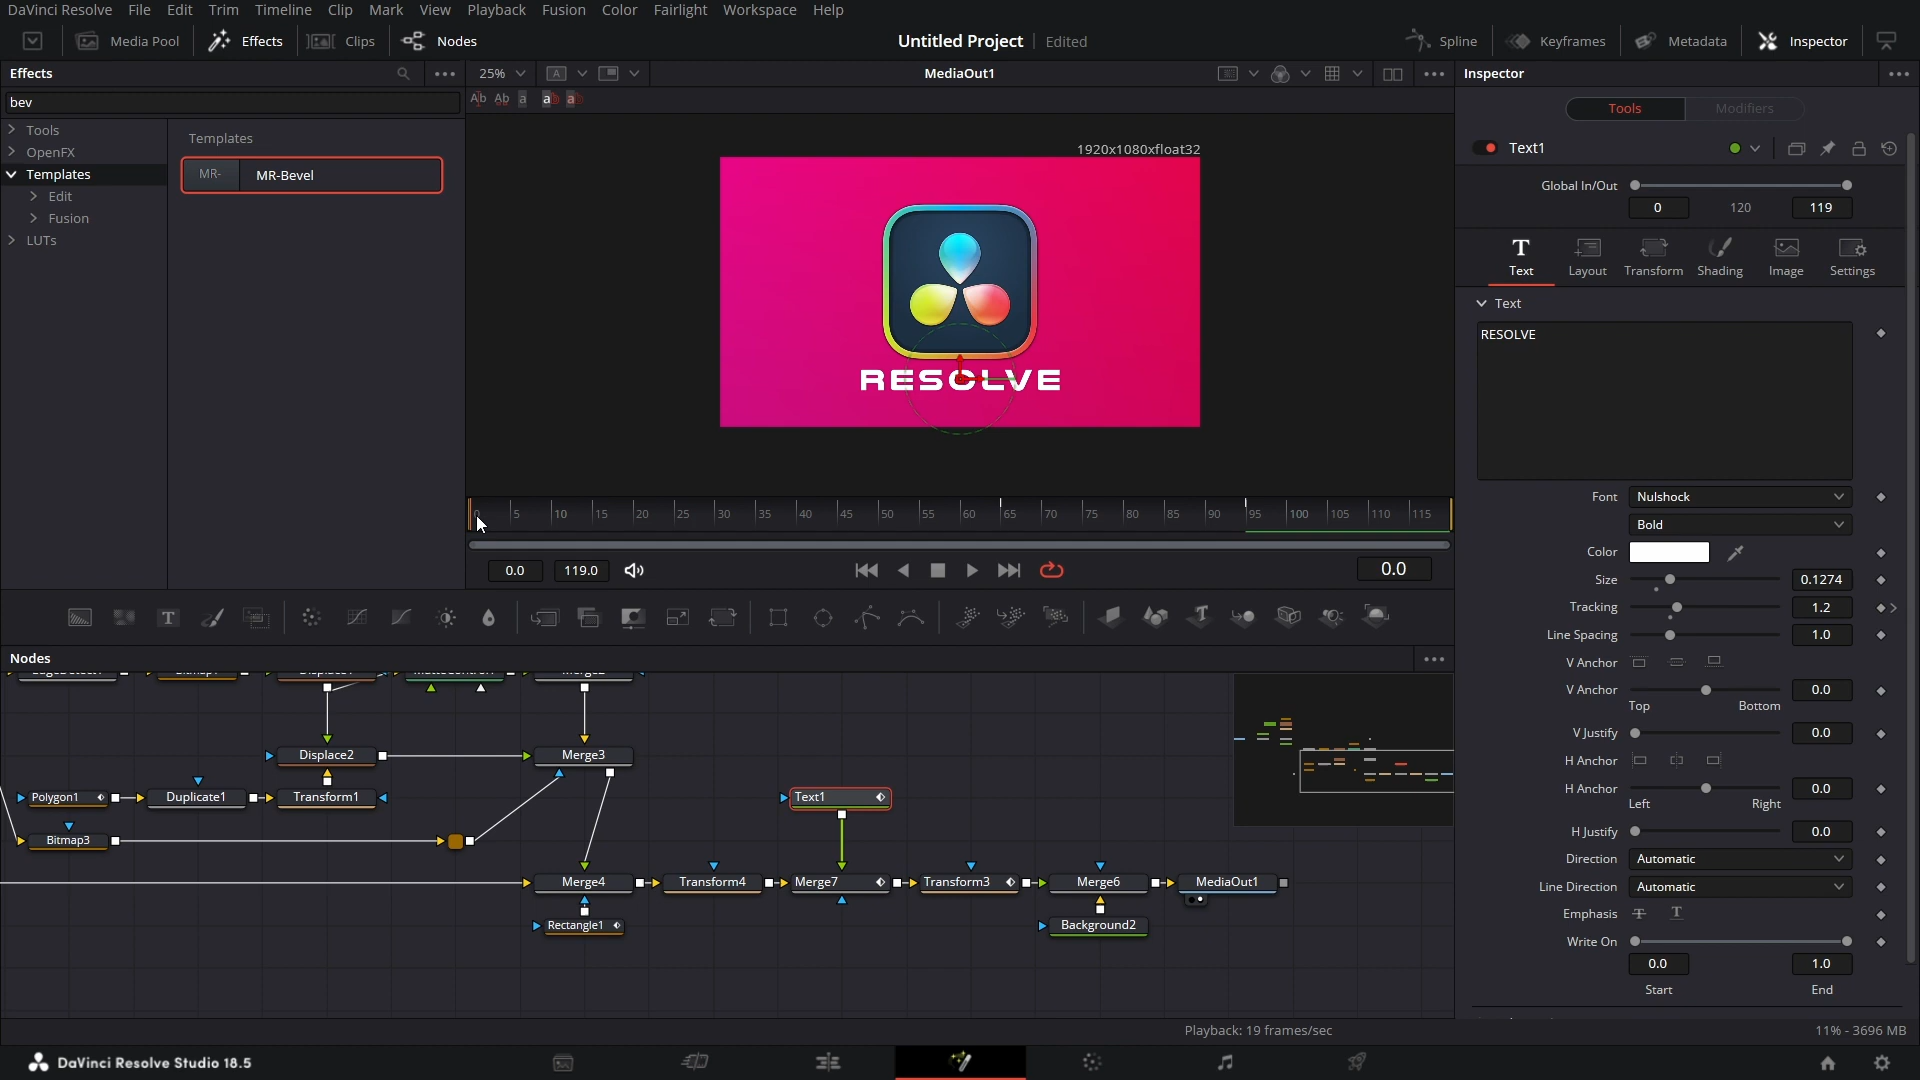 DaVinci Resolve File Edit Trim Timeline Clip Mark View Playback Fusion Color Fairlight Workspace Help
Media Pool Effects Clips Nodes Untitled Project Edited Spline Keyframes Metadata Inspector
Effects 25% A MediaOut1 Inspector
bev Ab Ab a ab a Tools Modifiers
Tools Templates
OpenFX MR- MR-Bevel 1920x1080xfloat32 Text1
Templates
Edit Global In/Out
Fusion 0 120 119
LUTs
Text Layout Transform Shading Image Settings
Text
RESOLVE
RESOLVE
Font Nulshock
0 5 10 15 20 25 30 35 40 45 50 55 60 65 70 75 80 85 90 95 100 105 110 115
Bold
Color
0.0 119.0 0.0
Size 0.1274
Tracking 1.2
Line Spacing 1.0
Nodes
V Anchor
V Anchor 0.0
Top Bottom
V Justify 0.0
Displace2 Merge3
H Anchor
H Anchor 0.0
Polygon1 Duplicate1 Transform1 Text1
Left Right
Bitmap3
H Justify 0.0
Direction Automatic
Merge4 Transform4 Merge7 Transform3 Merge6 MediaOut1
Line Direction Automatic
Rectangle1 Background2
Emphasis T T
Write On
0.0 1.0
Start End
Playback: 19 frames/sec 11% - 3696 MB
DaVinci Resolve Studio 18.5